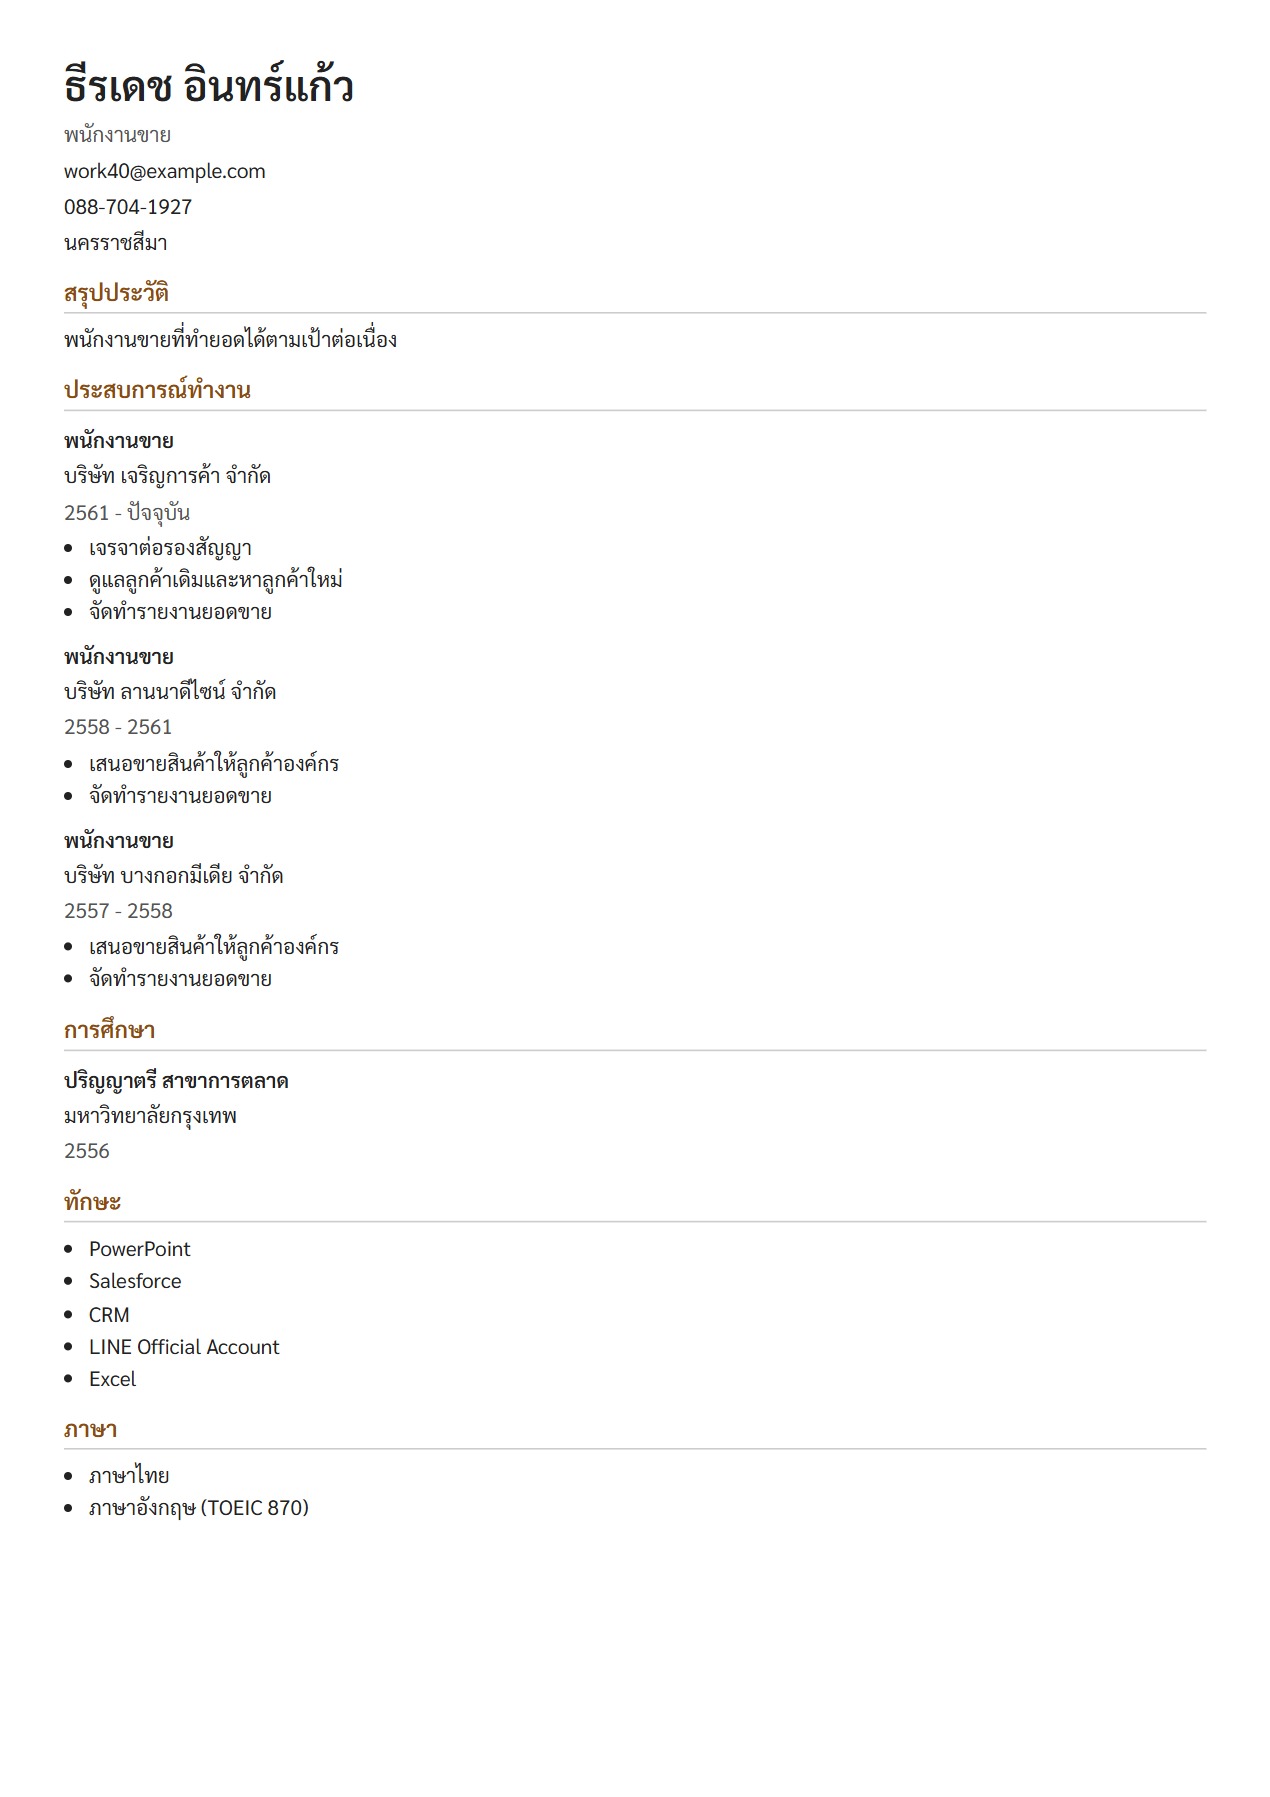 ธีรเดช อินทร์แก้ว
พนักงานขาย
work40@example.com
088-704-1927
นครราชสีมา
สรุปประวัติ
พนักงานขายที่ทำยอดได้ตามเป้าต่อเนื่อง
ประสบการณ์ทำงาน
พนักงานขาย
บริษัท เจริญการค้า จำกัด
2561 - ปัจจุบัน
• เจรจาต่อรองสัญญา
• ดูแลลูกค้าเดิมและหาลูกค้าใหม่
• จัดทำรายงานยอดขาย
พนักงานขาย
บริษัท ลานนาดีไซน์ จำกัด
2558 - 2561
• เสนอขายสินค้าให้ลูกค้าองค์กร
• จัดทำรายงานยอดขาย
พนักงานขาย
บริษัท บางกอกมีเดีย จำกัด
2557 - 2558
• เสนอขายสินค้าให้ลูกค้าองค์กร
• จัดทำรายงานยอดขาย
การศึกษา
ปริญญาตรี สาขาการตลาด
มหาวิทยาลัยกรุงเทพ
2556
ทักษะ
• PowerPoint
• Salesforce
• CRM
• LINE Official Account
• Excel
ภาษา
• ภาษาไทย
• ภาษาอังกฤษ (TOEIC 870)